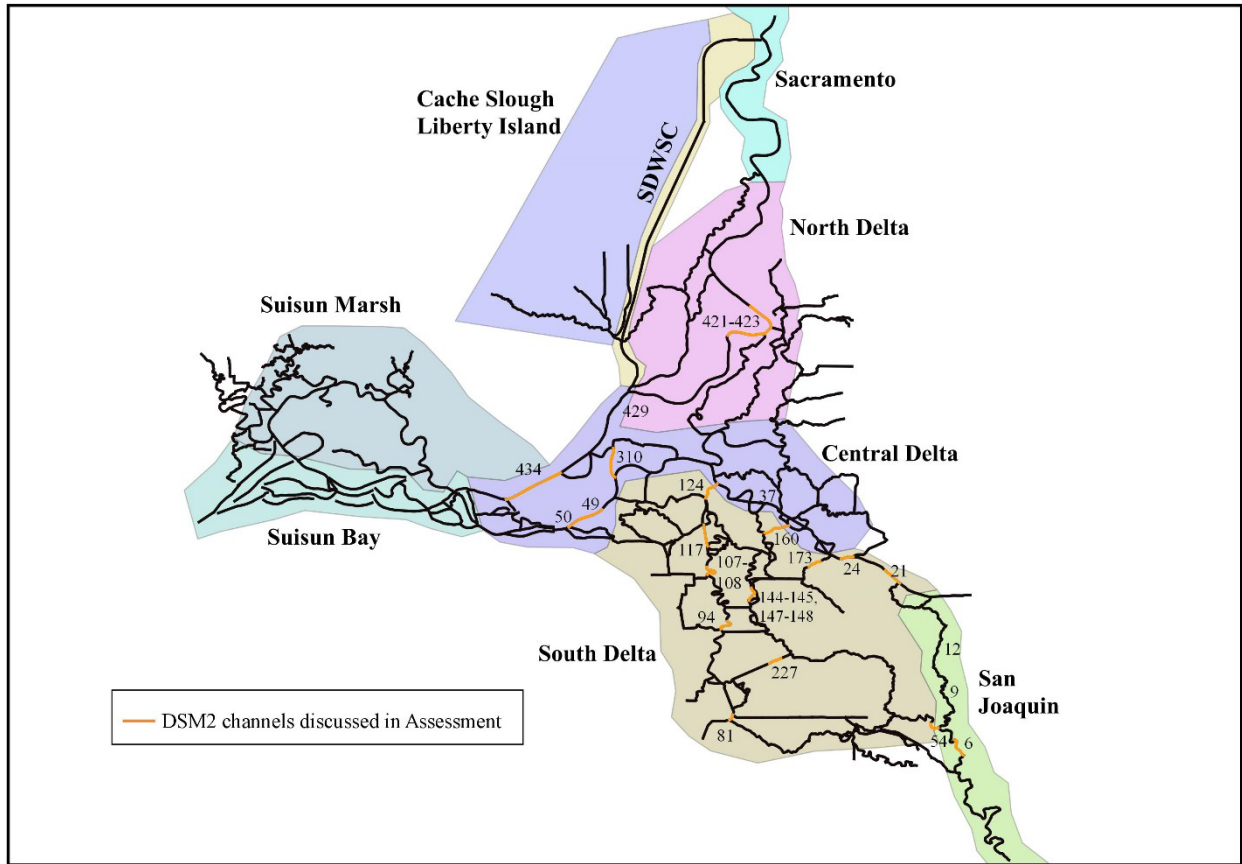 Sacramento
Cache Slough
Liberty Island
SDWSC
North Delta
Suisun Marsh
421-423
429
Central Delta
434
310
124
37
49
50
160
Suisun Bay
117
107-
108
173
24
21
144-145,
147-148
94
South Delta
12
227
9
San
Joaquin
DSM2 channels discussed in Assessment
81
54
6